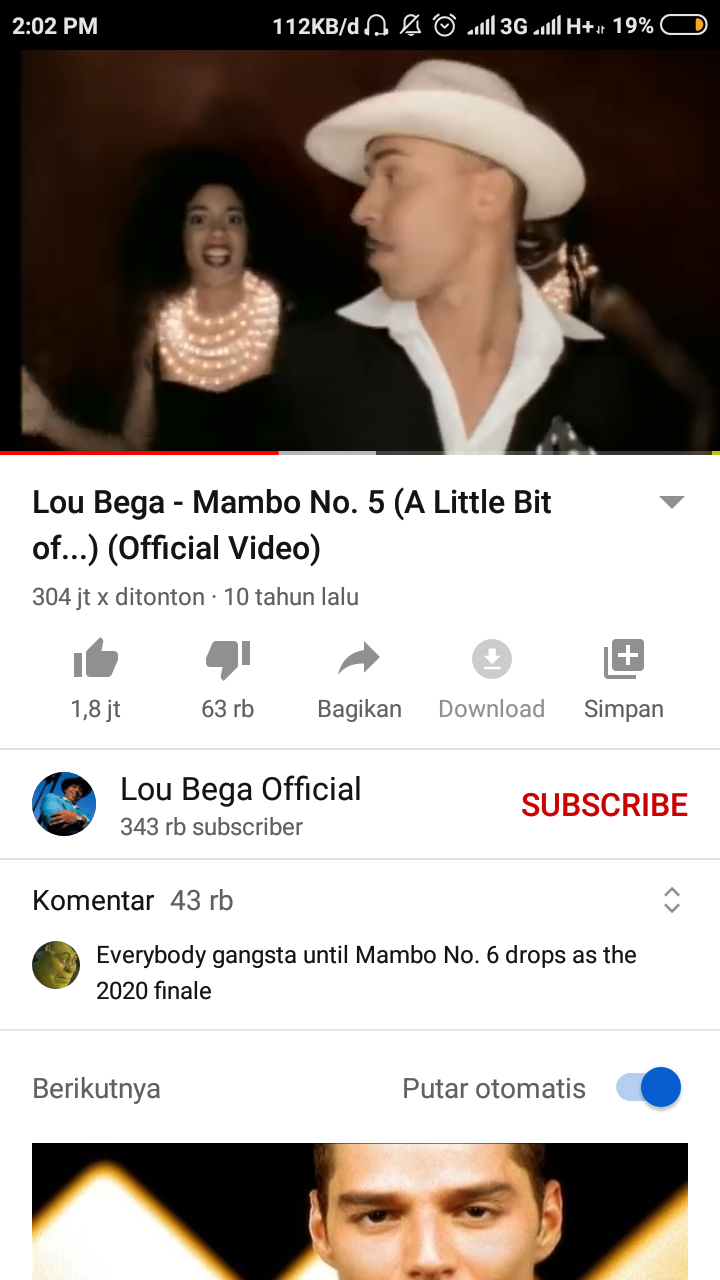 2:02 PM 112KB/d 3G H+ 19%
Lou Bega - Mambo No. 5 (A Little Bit
of...) (Official Video)
304 jt x ditonton · 10 tahun lalu
1,8 jt 63 rb Bagikan Download Simpan
Lou Bega Official
343 rb subscriber
SUBSCRIBE
Komentar 43 rb
Everybody gangsta until Mambo No. 6 drops as the
2020 finale
Berikutnya Putar otomatis